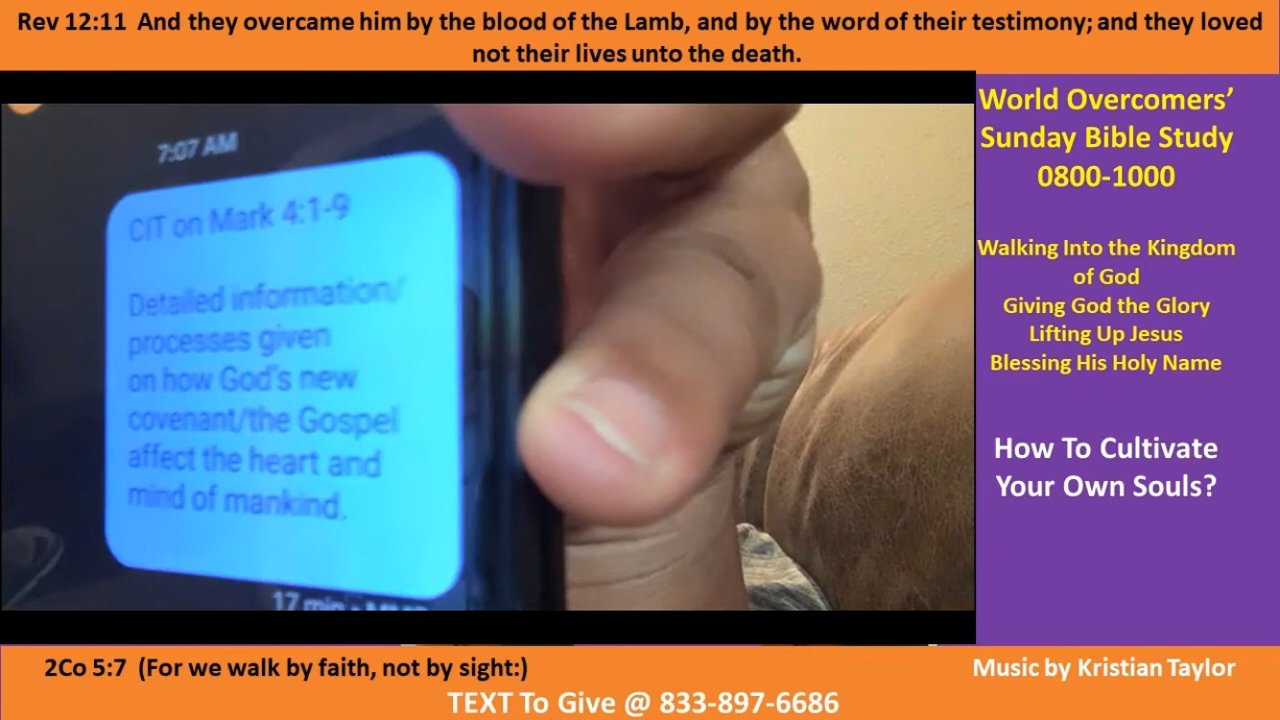 Rev 12:11 And they overcame him by the blood of the Lamb, and by the word of their testimony; and they loved
not their lives unto the death.
7:07 AM
CIT on Mark 4:1-9
Detailed information/
processes given
on how God's new
covenant/the Gospel
affect the heart and
mind of mankind.
17 min
World Overcomers’
Sunday Bible Study
0800-1000
Walking Into the Kingdom
of God
Giving God the Glory
Lifting Up Jesus
Blessing His Holy Name
How To Cultivate
Your Own Souls?
2Co 5:7 (For we walk by faith, not by sight:)
Music by Kristian Taylor
TEXT To Give @ 833-897-6686